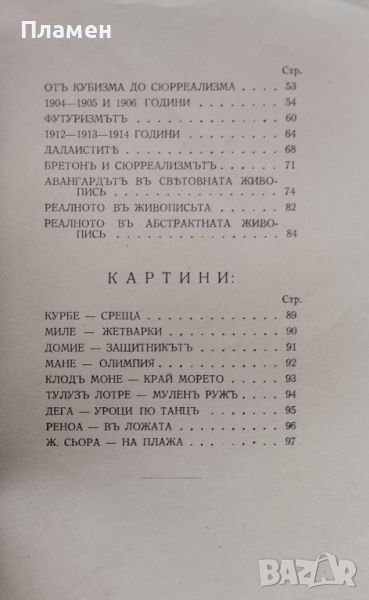 Пламен
Стр.
ОТЪ КУБИЗМА ДО СЮРРЕАЛИЗМА . . . . 53
1904—1905 И 1906 ГОДИНИ . . . . . . . 54
ФУТУРИЗМЪТЪ . . . . . . . . . . . 60
1912—1913—1914 ГОДИНИ . . . . . . . . 64
ДАДАИСТИТѢ . . . . . . . . . . . . 68
БРЕТОНЪ И СЮРРЕАЛИЗМЪТЪ . . . . . . 71
АВАНГАРДЪТЪ ВЪ СВѢТОВНАТА ЖИВО-
ПИСЬ . . . . . . . . . . . . . . 74
РЕАЛНОТО ВЪ ЖИВОПИСЬТА . . . . . . 82
РЕАЛНОТО ВЪ АБСТРАКТНАТА ЖИВО-
ПИСЬ . . . . . . . . . . . . . . 84
КАРТИНИ:
Стр.
КУРБЕ — СРЕЩА . . . . . . . . . . . 89
МИЛЕ — ЖЕТВАРКИ . . . . . . . . . . 90
ДОМИЕ — ЗАЩИТНИКЪТЪ . . . . . . . . 91
МАНЕ — ОЛИМПИЯ . . . . . . . . . . 92
КЛОДЪ МОНЕ — КРАЙ МОРЕТО . . . . . . 93
ТУЛУЗЪ ЛОТРЕ — МУЛЕНЪ РУЖЪ . . . . . 94
ДЕГА — УРОЦИ ПО ТАНЦЪ . . . . . . . 95
РЕНОА — ВЪ ЛОЖАТА . . . . . . . . . 96
Ж. СЬОРА — НА ПЛАЖА . . . . . . . . 97
BAZAR